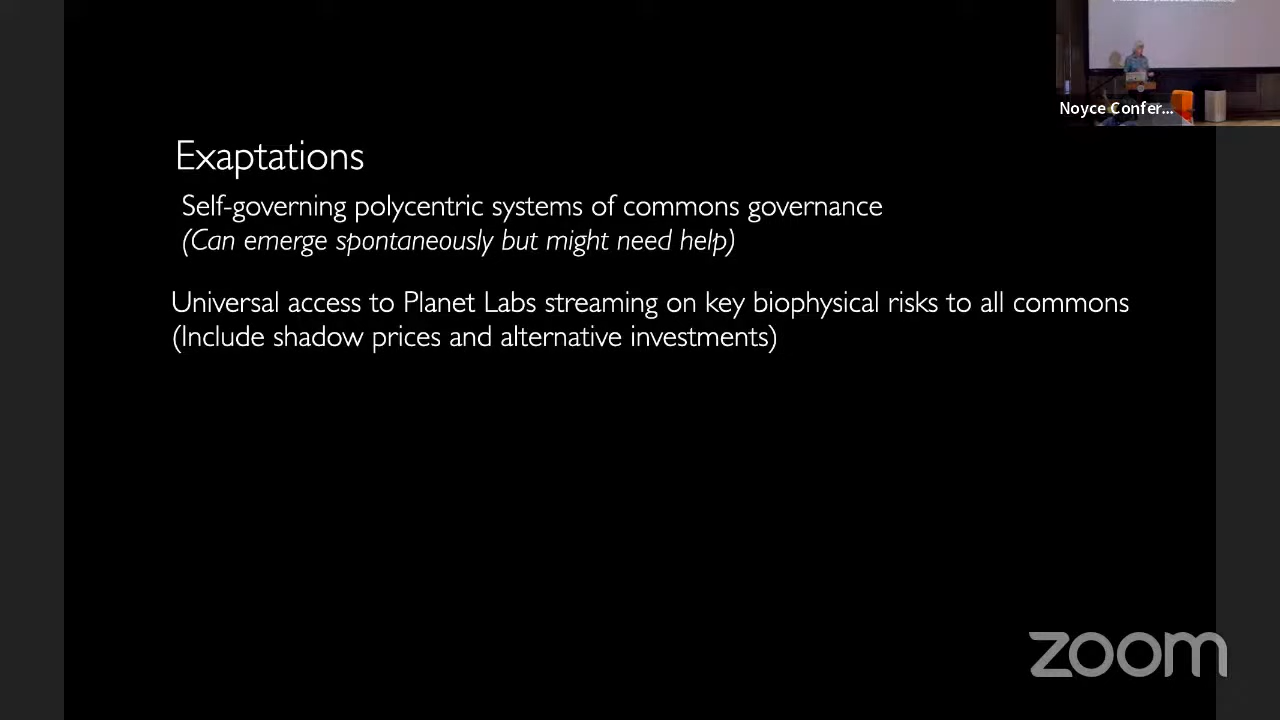 Noyce Confer...
Exaptations
Self-governing polycentric systems of commons governance
(Can emerge spontaneously but might need help)
Universal access to Planet Labs streaming on key biophysical risks to all commons
(Include shadow prices and alternative investments)
zoom